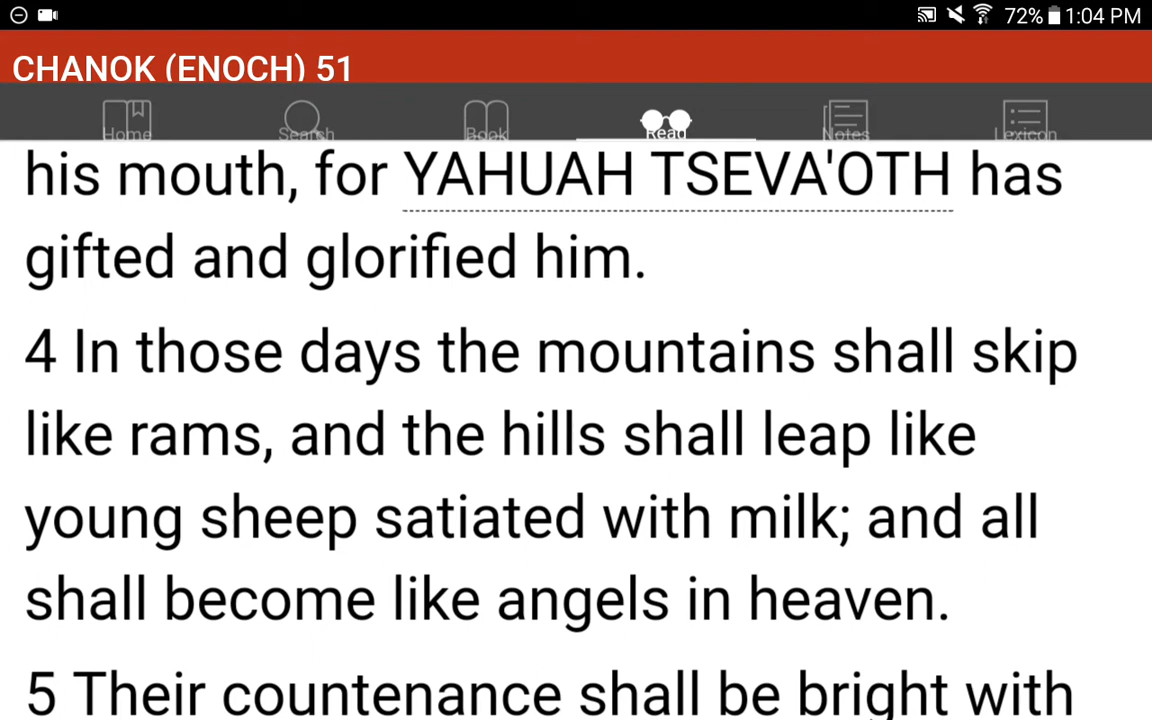 72% 1:04 PM
CHANOK (ENOCH) 51
Home Search Book Read Notes Lexicon
his mouth, for YAHUAH TSEVA'OTH has
gifted and glorified him.
4 In those days the mountains shall skip
like rams, and the hills shall leap like
young sheep satiated with milk; and all
shall become like angels in heaven.
5 Their countenance shall be bright with